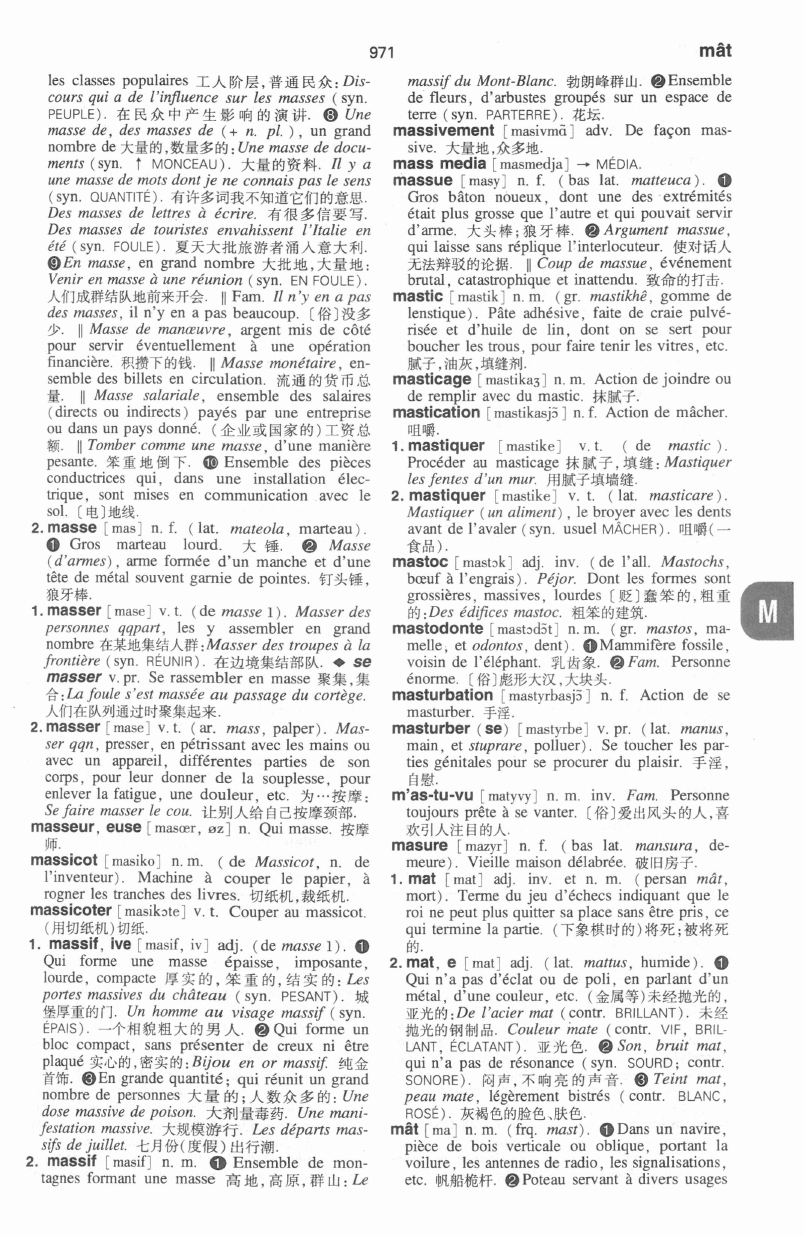 971
mât
les classes populaires 工人阶层,普通民众: Dis-
cours qui a de l'influence sur les masses (syn.
PEUPLE). 在民众中产生影响的演讲. ❽ Une
masse de, des masses de (+ n. pl.), un grand
nombre de 大量的,数量多的: Une masse de docu-
ments (syn. ↑ MONCEAU). 大量的资料. Il y a
une masse de mots dont je ne connais pas le sens
(syn. QUANTITÉ). 有许多词我不知道它们的意思.
Des masses de lettres à écrire. 有很多信要写.
Des masses de touristes envahissent l'Italie en
été (syn. FOULE). 夏天大批旅游者涌入意大利.
❾ En masse, en grand nombre 大批地,大量地:
Venir en masse à une réunion (syn. EN FOULE).
人们成群结队地前来开会. ‖ Fam. Il n'y en a pas
des masses, il n'y en a pas beaucoup. 〔俗〕没多
少. ‖ Masse de manœuvre, argent mis de côté
pour servir éventuellement à une opération
financière. 积攒下的钱. ‖ Masse monétaire, en-
semble des billets en circulation. 流通的货币总
量. ‖ Masse salariale, ensemble des salaires
(directs ou indirects) payés par une entreprise
ou dans un pays donné. (企业或国家的)工资总
额. ‖ Tomber comme une masse, d'une manière
pesante. 笨重地倒下. ❿ Ensemble des pièces
conductrices qui, dans une installation élec-
trique, sont mises en communication avec le
sol. 〔电〕地线.
2. masse [mas] n. f. (lat. mateola, marteau).
❶ Gros marteau lourd. 大锤. ❷ Masse
(d'armes), arme formée d'un manche et d'une
tête de métal souvent garnie de pointes. 钉头锤,
狼牙棒.
1. masser [mase] v. t. (de masse 1). Masser des
personnes qqpart, les y assembler en grand
nombre 在某地集结人群: Masser des troupes à la
frontière (syn. RÉUNIR). 在边境集结部队. ◆ se
masser v. pr. Se rassembler en masse 聚集,集
合: La foule s'est massée au passage du cortège.
人们在队列通过时聚集起来.
2. masser [mase] v. t. (ar. mass, palper). Mas-
ser qqn, presser, en pétrissant avec les mains ou
avec un appareil, différentes parties de son
corps, pour leur donner de la souplesse, pour
enlever la fatigue, une douleur, etc. 为…按摩:
Se faire masser le cou. 让别人给自己按摩颈部.
masseur, euse [masœr, øz] n. Qui masse. 按摩
师.
massicot [masiko] n. m. (de Massicot, n. de
l'inventeur). Machine à couper le papier, à
rogner les tranches des livres. 切纸机,裁纸机.
massicoter [masikɔte] v. t. Couper au massicot.
(用切纸机)切纸.
1. massif, ive [masif, iv] adj. (de masse 1). ❶
Qui forme une masse épaisse, imposante,
lourde, compacte 厚实的,笨重的,结实的: Les
portes massives du château (syn. PESANT). 城
堡厚重的门. Un homme au visage massif (syn.
ÉPAIS). 一个相貌粗大的男人. ❷ Qui forme un
bloc compact, sans présenter de creux ni être
plaqué 实心的,密实的: Bijou en or massif. 纯金
首饰. ❸ En grande quantité; qui réunit un grand
nombre de personnes 大量的;人数众多的: Une
dose massive de poison. 大剂量毒药. Une mani-
festation massive. 大规模游行. Les départs mas-
sifs de juillet. 七月份(度假)出行潮.
2. massif [masif] n. m. ❶ Ensemble de mon-
tagnes formant une masse 高地,高原,群山: Le
massif du Mont-Blanc. 勃朗峰群山. ❷ Ensemble
de fleurs, d'arbustes groupés sur un espace de
terre (syn. PARTERRE). 花坛.
massivement [masivmɑ̃] adv. De façon mas-
sive. 大量地,众多地.
mass media [masmedja] → MÉDIA.
massue [masy] n. f. (bas lat. matteuca). ❶
Gros bâton noueux, dont une des extrémités
était plus grosse que l'autre et qui pouvait servir
d'arme. 大头棒;狼牙棒. ❷ Argument massue,
qui laisse sans réplique l'interlocuteur. 使对话人
无法辩驳的论据. ‖ Coup de massue, événement
brutal, catastrophique et inattendu. 致命的打击.
mastic [mastik] n. m. (gr. mastikhê, gomme de
lenstique). Pâte adhésive, faite de craie pulvé-
risée et d'huile de lin, dont on se sert pour
boucher les trous, pour faire tenir les vitres, etc.
腻子,油灰,填缝剂.
masticage [mastikaʒ] n. m. Action de joindre ou
de remplir avec du mastic. 抹腻子.
mastication [mastikasjɔ̃] n. f. Action de mâcher.
咀嚼.
1. mastiquer [mastike] v. t. (de mastic).
Procéder au masticage 抹腻子,填缝: Mastiquer
les fentes d'un mur. 用腻子填墙缝.
2. mastiquer [mastike] v. t. (lat. masticare).
Mastiquer (un aliment), le broyer avec les dents
avant de l'avaler (syn. usuel MÂCHER). 咀嚼(一
食品).
mastoc [mastɔk] adj. inv. (de l'all. Mastochs,
bœuf à l'engrais). Péjor. Dont les formes sont
grossières, massives, lourdes 〔贬〕蠢笨的,粗重
的: Des édifices mastoc. 粗笨的建筑.
mastodonte [mastɔdɔ̃t] n. m. (gr. mastos, ma-
melle, et odontos, dent). ❶ Mammifère fossile,
voisin de l'éléphant. 乳齿象. ❷ Fam. Personne
énorme. 〔俗〕彪形大汉,大块头.
masturbation [mastyrbasjɔ̃] n. f. Action de se
masturber. 手淫.
masturber (se) [mastyrbe] v. pr. (lat. manus,
main, et stuprare, polluer). Se toucher les par-
ties génitales pour se procurer du plaisir. 手淫,
自慰.
m'as-tu-vu [matyvy] n. m. inv. Fam. Personne
toujours prête à se vanter. 〔俗〕爱出风头的人,喜
欢引人注目的人.
masure [mazyr] n. f. (bas lat. mansura, de-
meure). Vieille maison délabrée. 破旧房子.
1. mat [mat] adj. inv. et n. m. (persan mât,
mort). Terme du jeu d'échecs indiquant que le
roi ne peut plus quitter sa place sans être pris, ce
qui termine la partie. (下象棋时的)将死;被将死
的.
2. mat, e [mat] adj. (lat. mattus, humide). ❶
Qui n'a pas d'éclat ou de poli, en parlant d'un
métal, d'une couleur, etc. (金属等)未经抛光的,
亚光的: De l'acier mat (contr. BRILLANT). 未经
抛光的钢制品. Couleur mate (contr. VIF, BRIL-
LANT, ÉCLATANT). 亚光色. ❷ Son, bruit mat,
qui n'a pas de résonance (syn. SOURD; contr.
SONORE). 闷声,不响亮的声音. ❸ Teint mat,
peau mate, légèrement bistrés (contr. BLANC,
ROSÉ). 灰褐色的脸色、肤色.
mât [ma] n. m. (frq. mast). ❶ Dans un navire,
pièce de bois verticale ou oblique, portant la
voilure, les antennes de radio, les signalisations,
etc. 帆船桅杆. ❷ Poteau servant à divers usages
M